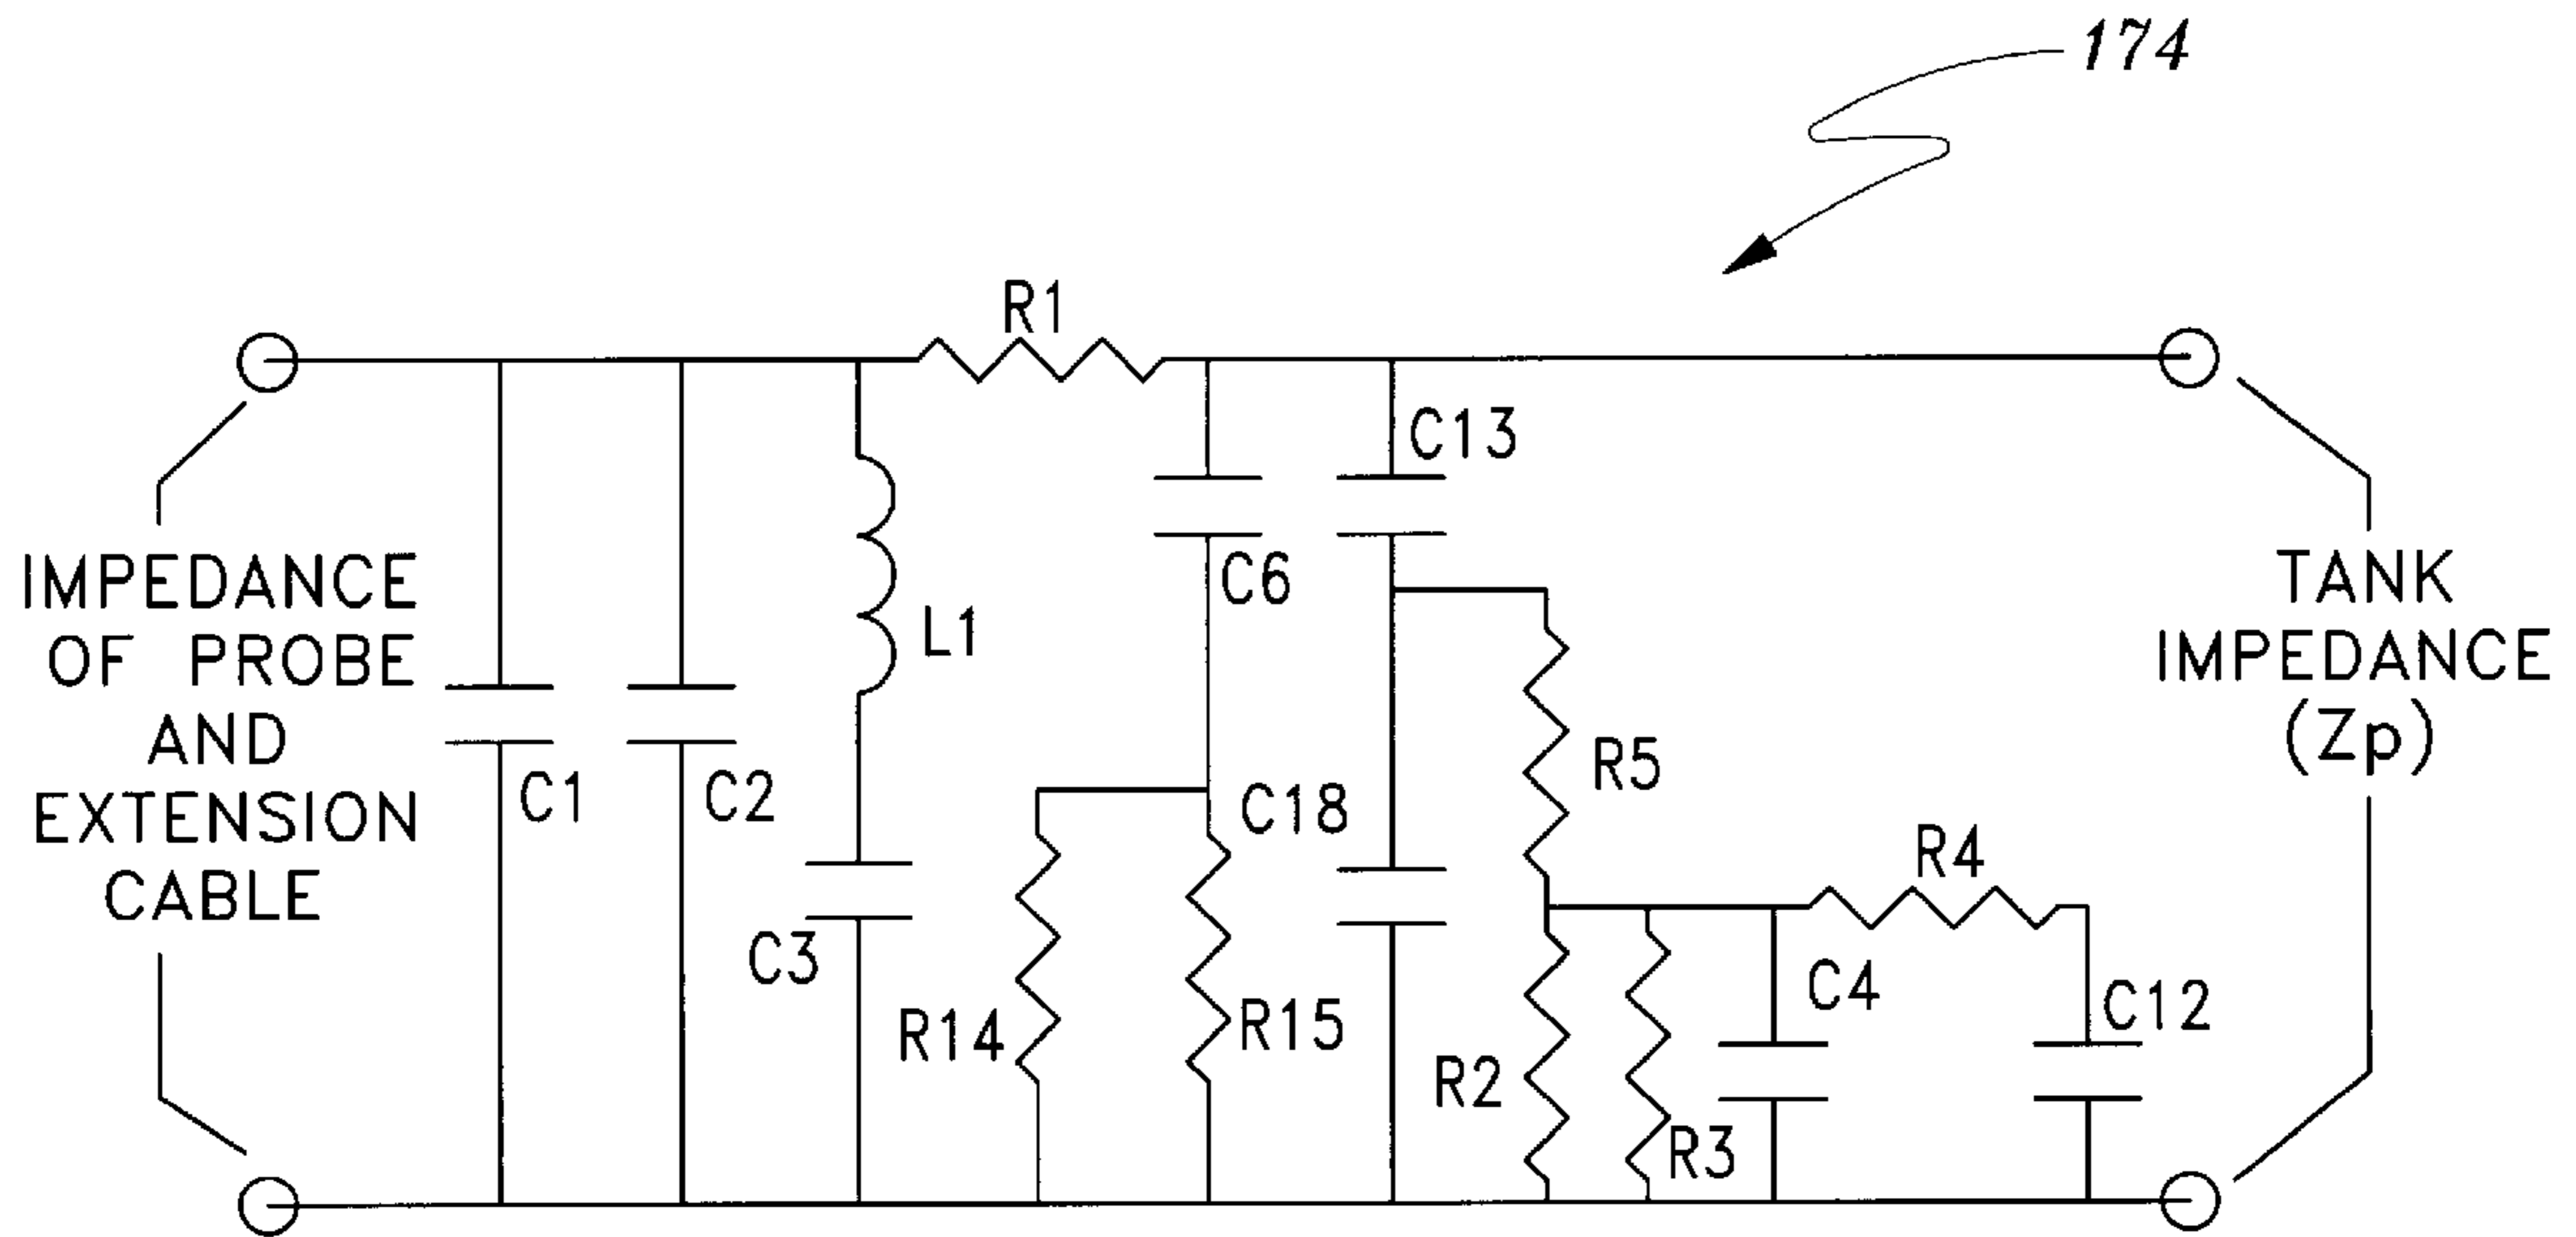 174
R1
C13
C6
IMPEDANCE
OF PROBE
AND
EXTENSION
CABLE
L1
TANK
IMPEDANCE
(Zp)
C1
C2
C18
R5
R4
C3
C4
C12
R14
R15
R2
R3